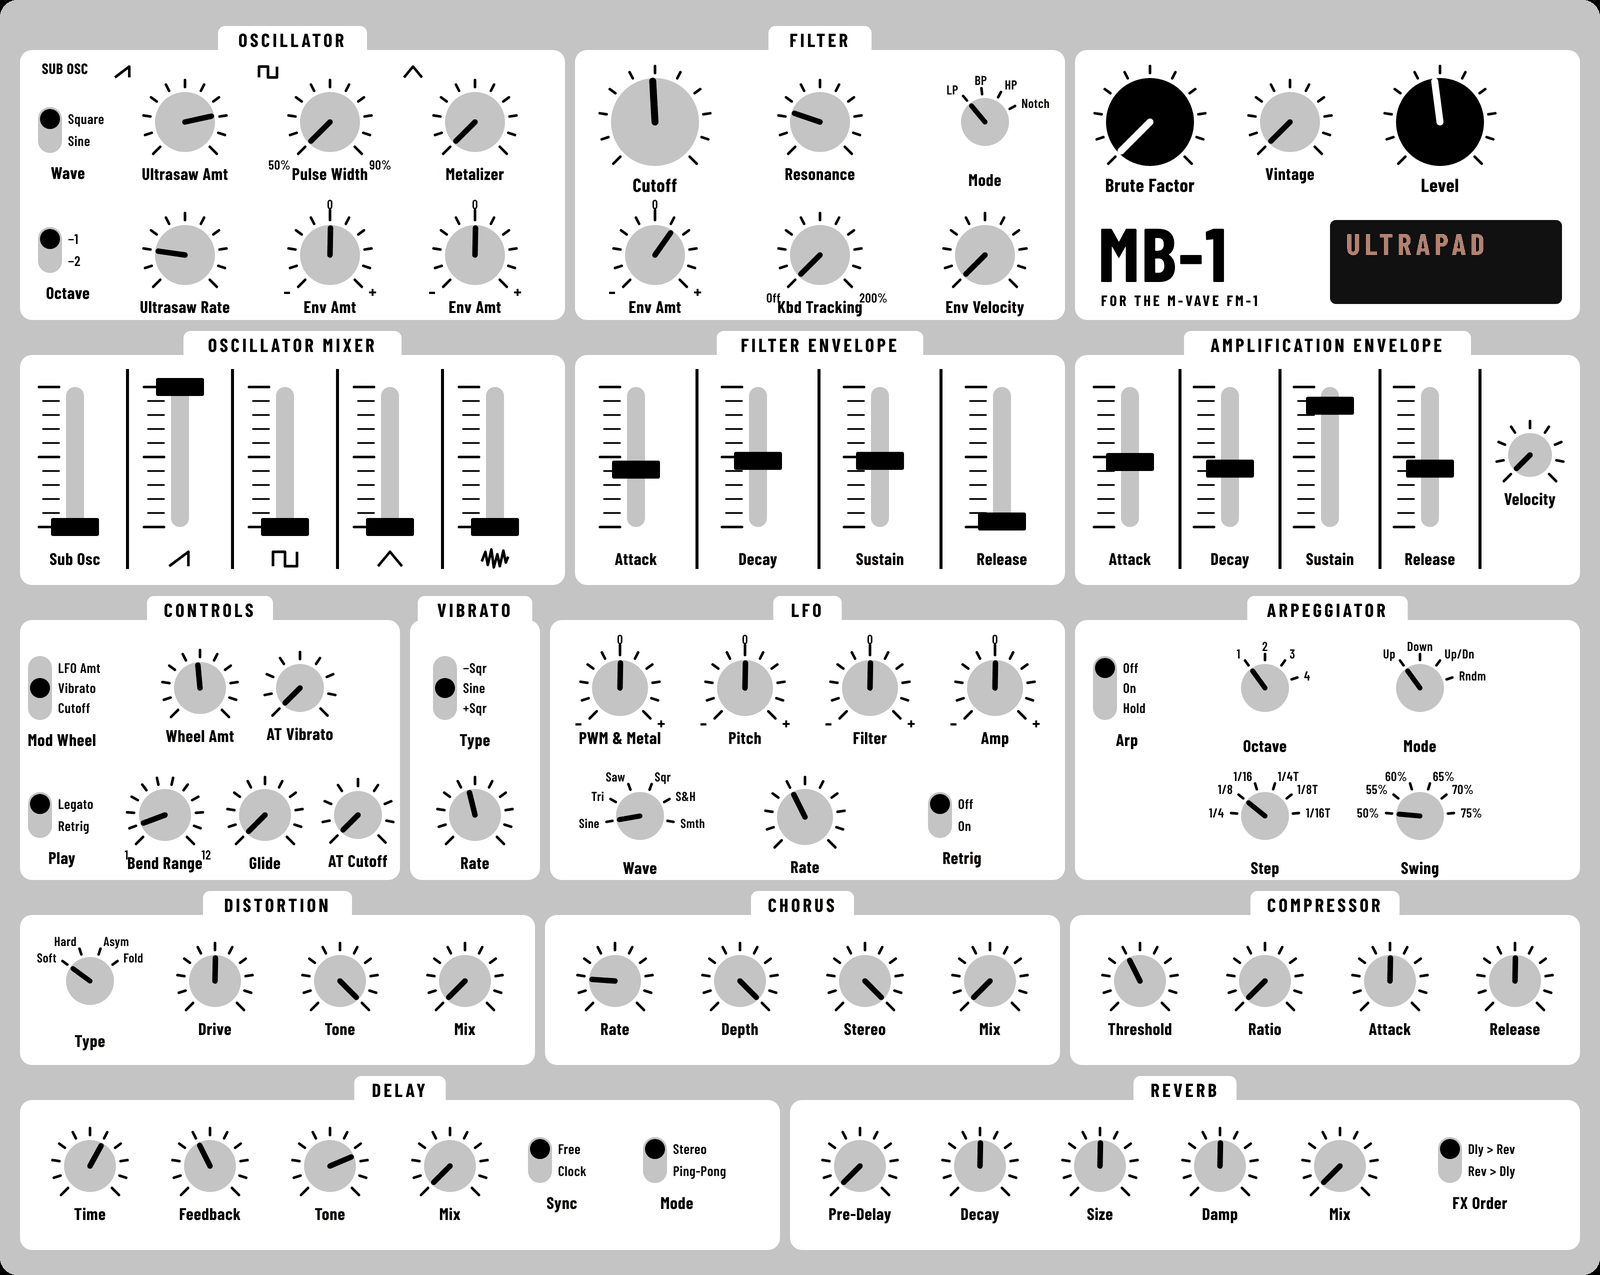 OSCILLATOR
SUB OSC
Square
Sine
Wave
Ultrasaw Amt
50% Pulse Width 90%
Metalizer
-1
-2
Octave
Ultrasaw Rate
0
- +
Env Amt
0
- +
Env Amt
FILTER
Cutoff
Resonance
LP BP HP Notch
Mode
0
- +
Env Amt
Off Kbd Tracking 200%
Env Velocity
Brute Factor
Vintage
Level
MB-1
FOR THE M-VAVE FM-1
ULTRAPAD
OSCILLATOR MIXER
Sub Osc
FILTER ENVELOPE
Attack
Decay
Sustain
Release
AMPLIFICATION ENVELOPE
Attack
Decay
Sustain
Release
Velocity
CONTROLS
LFO Amt
Vibrato
Cutoff
Mod Wheel
Wheel Amt
AT Vibrato
Legato
Retrig
Play
1 Bend Range 12
Glide
AT Cutoff
VIBRATO
-Sqr
Sine
+Sqr
Type
Rate
LFO
0
- +
PWM & Metal
0
- +
Pitch
0
- +
Filter
0
- +
Amp
Sine Tri Saw Sqr S&H Smth
Wave
Rate
Off
On
Retrig
ARPEGGIATOR
Off
On
Hold
Arp
1 2 3 4
Octave
Up Down Up/Dn Rndm
Mode
1/4 1/8 1/16 1/4T 1/8T 1/16T
Step
50% 55% 60% 65% 70% 75%
Swing
DISTORTION
Soft Hard Asym Fold
Type
Drive
Tone
Mix
CHORUS
Rate
Depth
Stereo
Mix
COMPRESSOR
Threshold
Ratio
Attack
Release
DELAY
Time
Feedback
Tone
Mix
Free
Clock
Sync
Stereo
Ping-Pong
Mode
REVERB
Pre-Delay
Decay
Size
Damp
Mix
Dly > Rev
Rev > Dly
FX Order